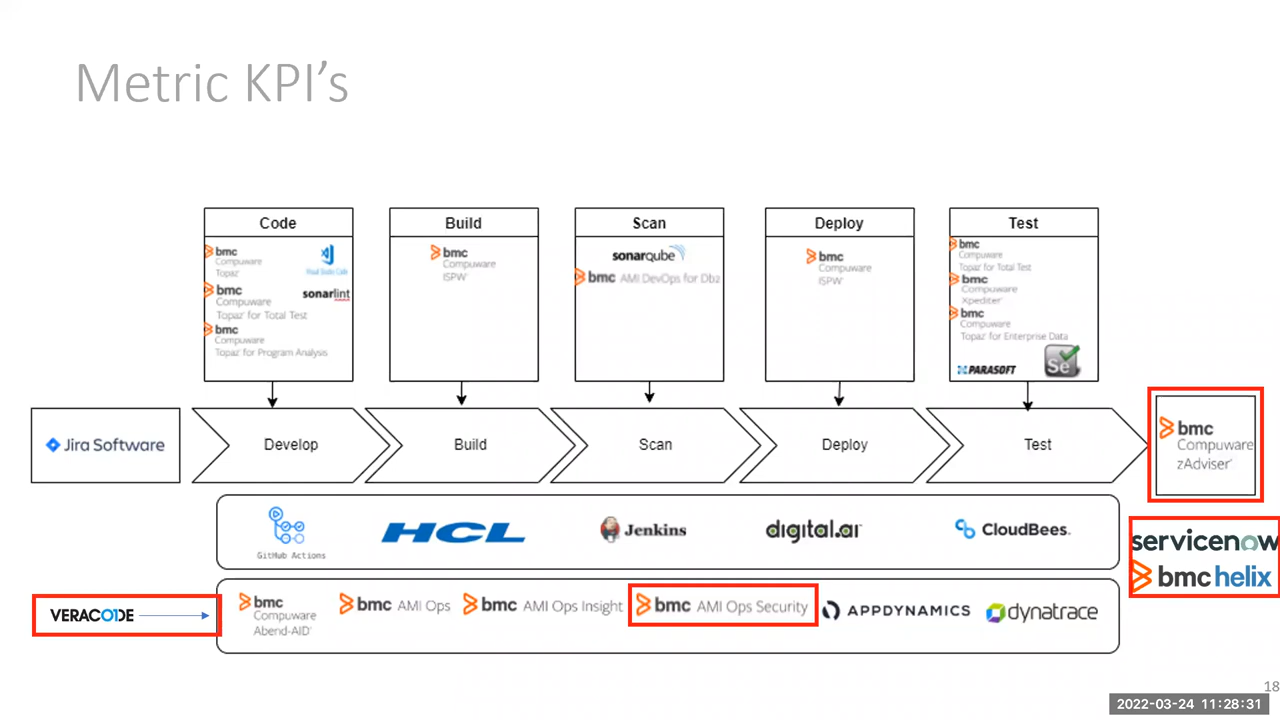 Metric KPI's
Code
bmc
Compuware
Topaz
Visual Studio Code
bmc
Compuware
Topaz for Total Test
sonarlint
bmc
Compuware
Topaz for Program Analysis
Build
bmc
Compuware
ISPW
Scan
sonarqube
bmc AMI DevOps for Db2
Deploy
bmc
Compuware
ISPW
Test
bmc
Compuware
Topaz for Total Test
bmc
Compuware
Xpediter
bmc
Compuware
Topaz for Enterprise Data
PARASOFT
Se
Jira Software
Develop
Build
Scan
Deploy
Test
bmc
Compuware
zAdviser
GitHub Actions
HCL
Jenkins
digital.ai
CloudBees.
servicenow
bmc helix
VERACODE
bmc
Compuware
Abend-AID
bmc AMI Ops
bmc AMI Ops Insight
bmc AMI Ops Security
APPDYNAMICS
dynatrace
18
2022-03-24 11:28:31